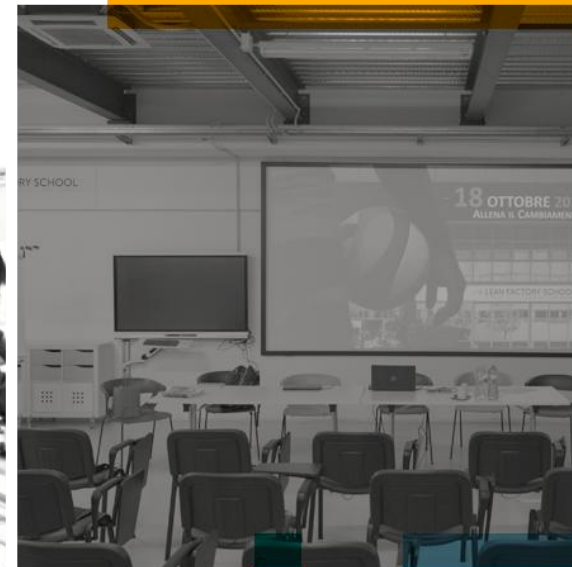 RY SCHOOL
18 OTTOBRE 20
ALLENA IL CAMBIAMEN
LEAN FACTORY SCHOO